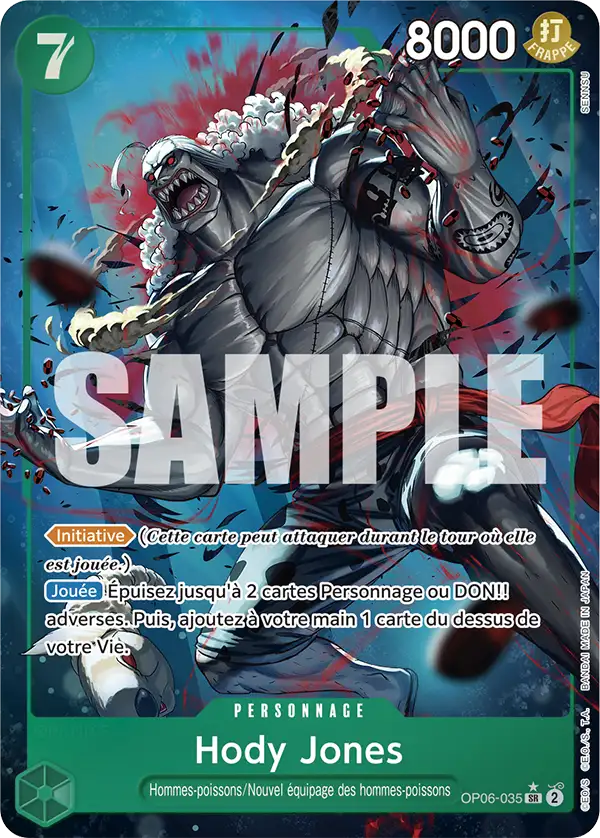 7
8000
打
FRAPPE
SENNSU
SAMPLE
Initiative (Cette carte peut attaquer durant le tour où elle
est jouée.)
Jouée Épuisez jusqu'à 2 cartes Personnage ou DON!!
adverses. Puis, ajoutez à votre main 1 carte du dessus de
votre Vie.
PERSONNAGE
Hody Jones
Hommes-poissons/Nouvel équipage des hommes-poissons
OP06-035 SR 2
©EO/S ©E.O./S., T.A. BANDAI MADE IN JAPAN